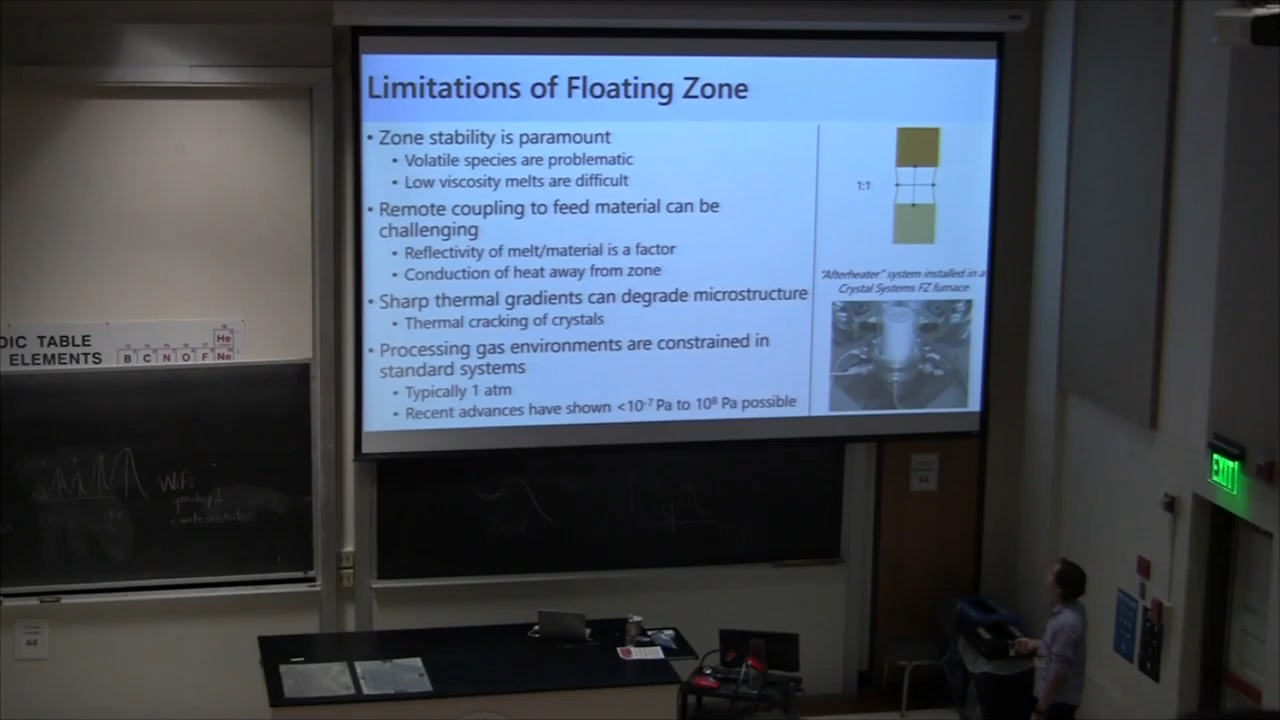 Limitations of Floating Zone
• Zone stability is paramount
• Volatile species are problematic
• Low viscosity melts are difficult
• Remote coupling to feed material can be
challenging
• Reflectivity of melt/material is a factor
• Conduction of heat away from zone
• Sharp thermal gradients can degrade microstructure
• Thermal cracking of crystals
• Processing gas environments are constrained in
standard systems
• Typically 1 atm
• Recent advances have shown <10⁻⁷ Pa to 10⁸ Pa possible
1:1
"Afterheater" system installed in a
Crystal Systems FZ furnace
DIC TABLE
ELEMENTS
He
B C N O F Ne
WiFi
EXIT
44
44